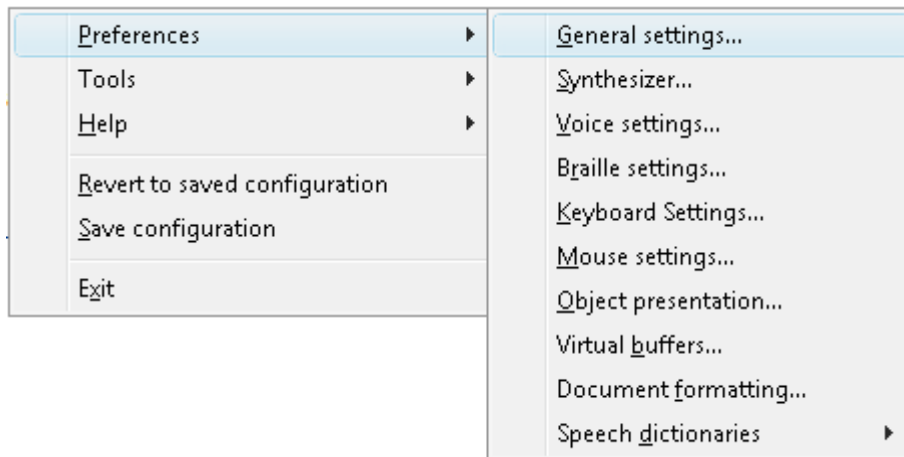 Preferences
Tools
Help
Revert to saved configuration
Save configuration
Exit
General settings...
Synthesizer...
Voice settings...
Braille settings...
Keyboard Settings...
Mouse settings...
Object presentation...
Virtual buffers...
Document formatting...
Speech dictionaries